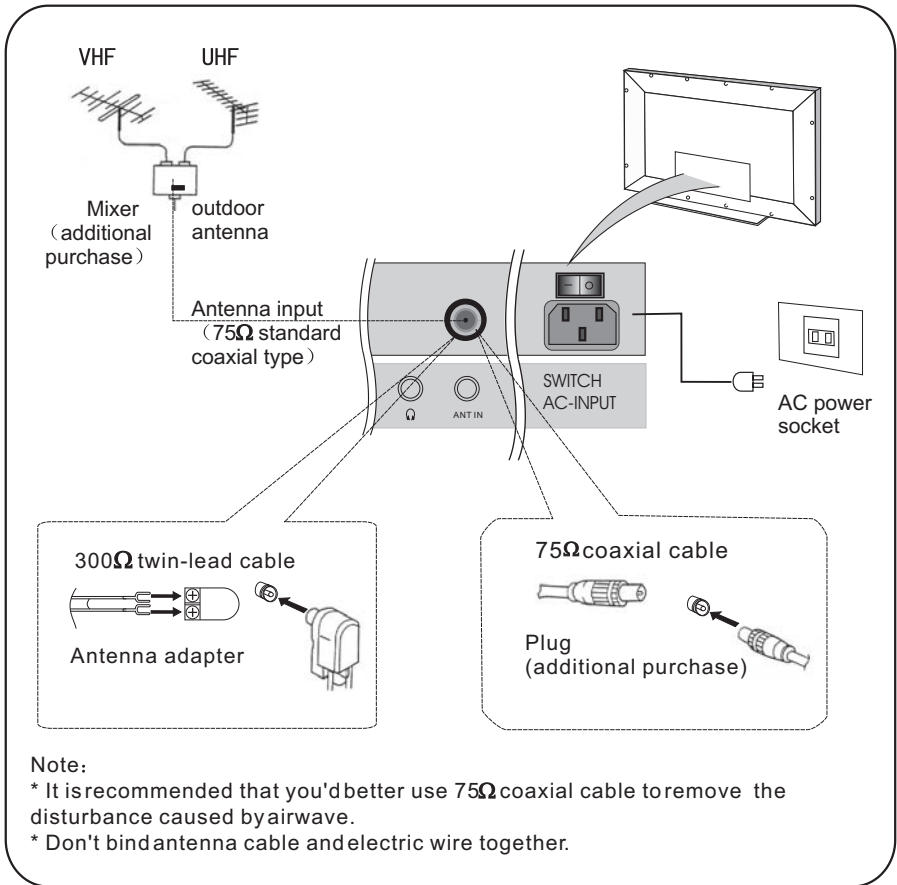 VHF UHF
Mixer
（additional
purchase）
outdoor
antenna
Antenna input
（75Ω standard
coaxial type）
ANT IN
SWITCH
AC-INPUT
AC power
socket
300Ω twin-lead cable
Antenna adapter
75Ω coaxial cable
Plug
(additional purchase)
Note：
* It is recommended that you'd better use 75Ω coaxial cable to remove the
disturbance caused by airwave.
* Don't bind antenna cable and electric wire together.